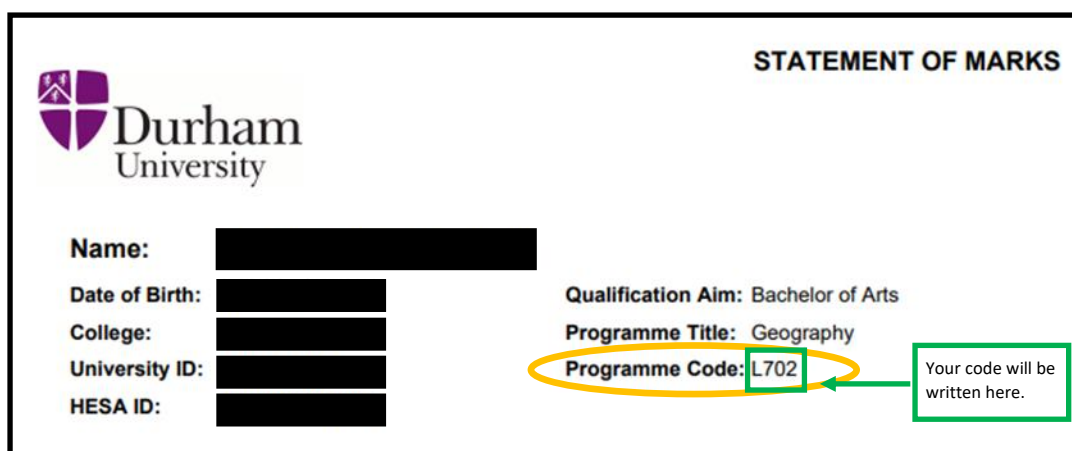 STATEMENT OF MARKS
Durham
University
Name:
Date of Birth:
Qualification Aim: Bachelor of Arts
College:
Programme Title: Geography
University ID:
Programme Code: L702
Your code will be
written here.
HESA ID: